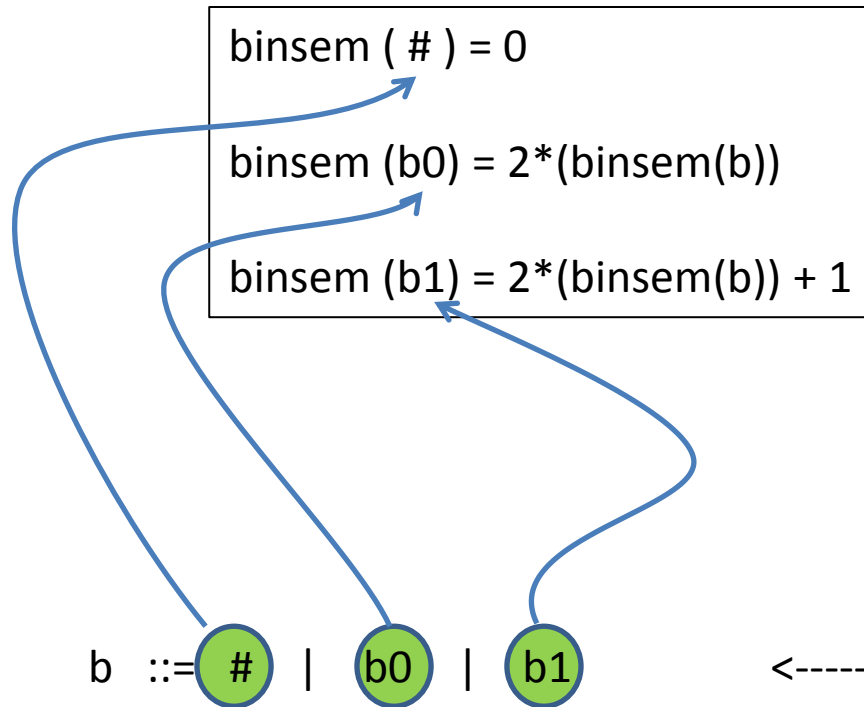 binsem ( # ) = 0
binsem (b0) = 2*(binsem(b))
binsem (b1) = 2*(binsem(b)) + 1
b ::= # | b0 | b1 <-----